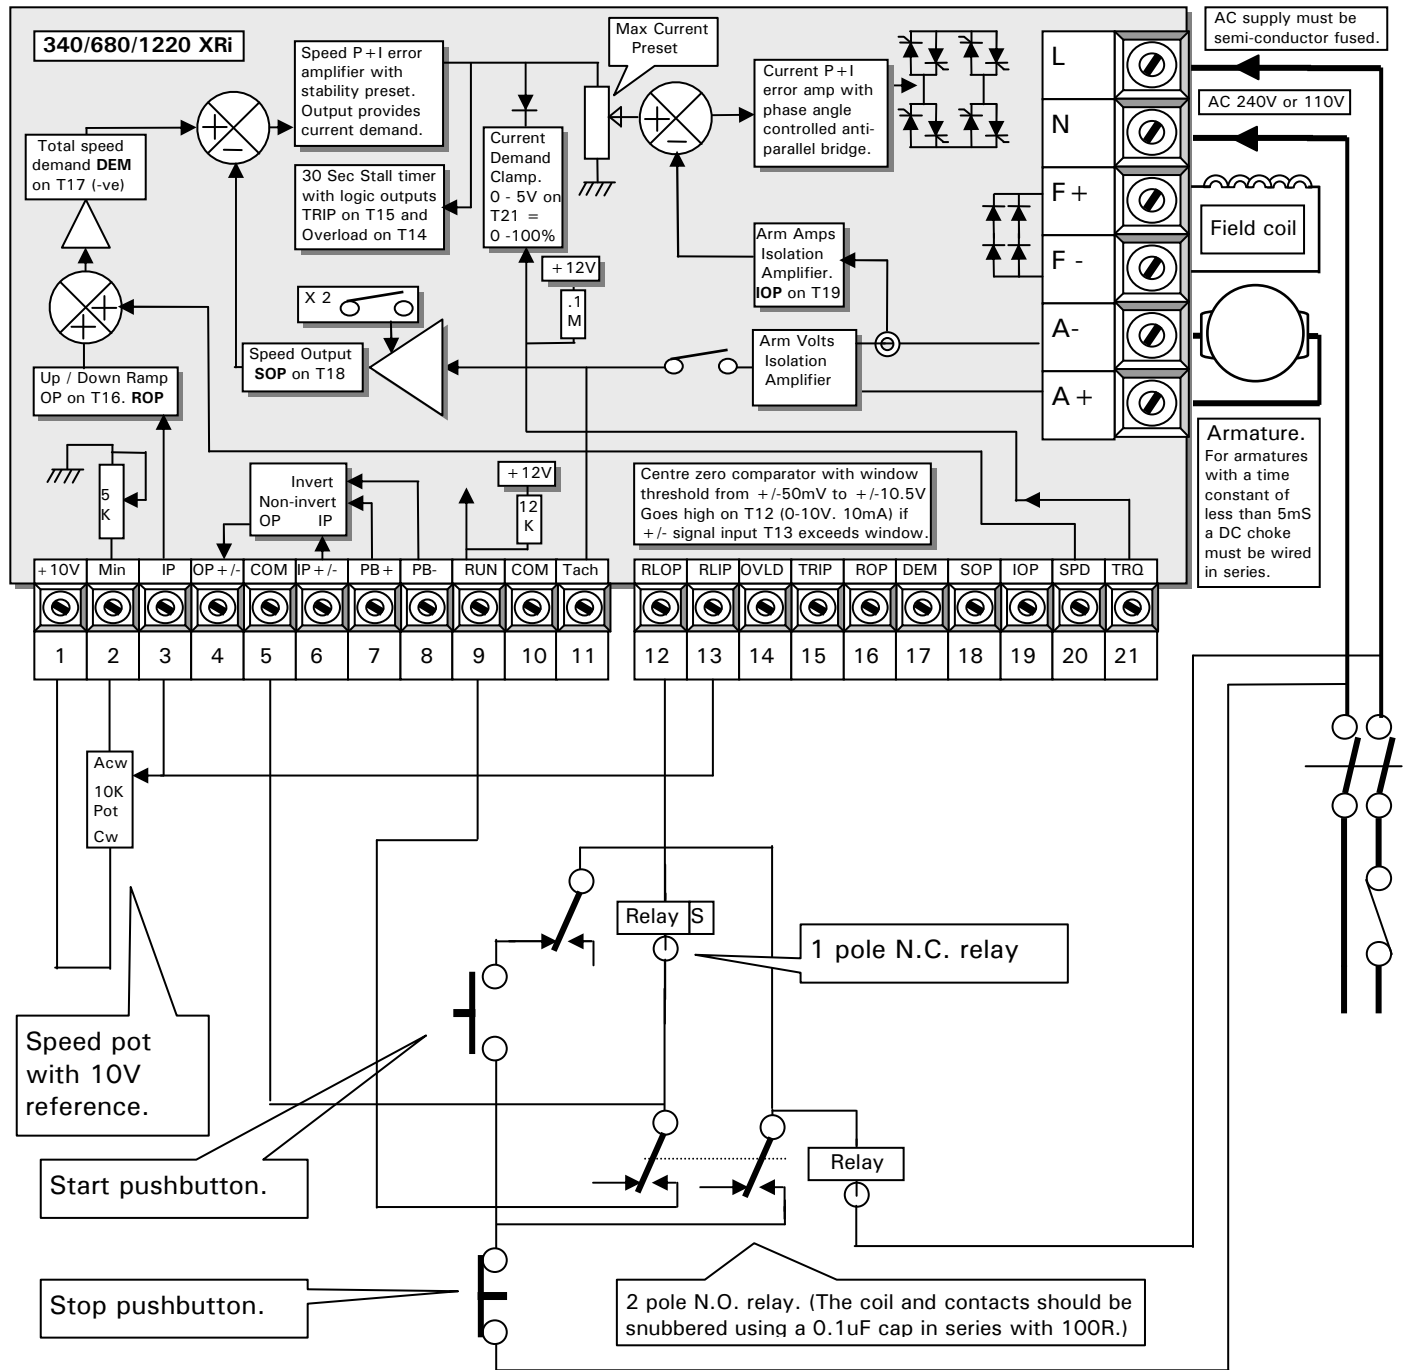 340/680/1220 XRi
Speed P+I error
amplifier with
stability preset.
Output provides
current demand.
Max Current
Preset
AC supply must be
semi-conductor fused.
Current P+I
error amp with
phase angle
controlled anti-
parallel bridge.
L
AC 240V or 110V
N
Total speed
demand DEM
on T17 (-ve)
30 Sec Stall timer
with logic outputs
TRIP on T15 and
Overload on T14
Current
Demand
Clamp.
0 - 5V on
T21 =
0 -100%
F+
Field coil
F -
Arm Amps
Isolation
Amplifier.
IOP on T19
+12V
.1
M
X 2
A-
Arm Volts
Isolation
Amplifier
Speed Output
SOP on T18
A+
Up / Down Ramp
OP on T16. ROP
Armature.
For armatures
with a time
constant of
less than 5mS
a DC choke
must be wired
in series.
5
K
Invert
Non-invert
OP IP
+12V
12
K
Centre zero comparator with window
threshold from +/-50mV to +/-10.5V
Goes high on T12 (0-10V. 10mA) if
+/- signal input T13 exceeds window.
+10V Min IP OP+/- COM IP+/- PB+ PB- RUN COM Tach RLOP RLIP OVLD TRIP ROP DEM SOP IOP SPD TRQ
1 2 3 4 5 6 7 8 9 10 11 12 13 14 15 16 17 18 19 20 21
Acw
10K
Pot
Cw
Relay S
1 pole N.C. relay
Speed pot
with 10V
reference.
Start pushbutton.
Relay
Stop pushbutton.
2 pole N.O. relay. (The coil and contacts should be
snubbered using a 0.1uF cap in series with 100R.)